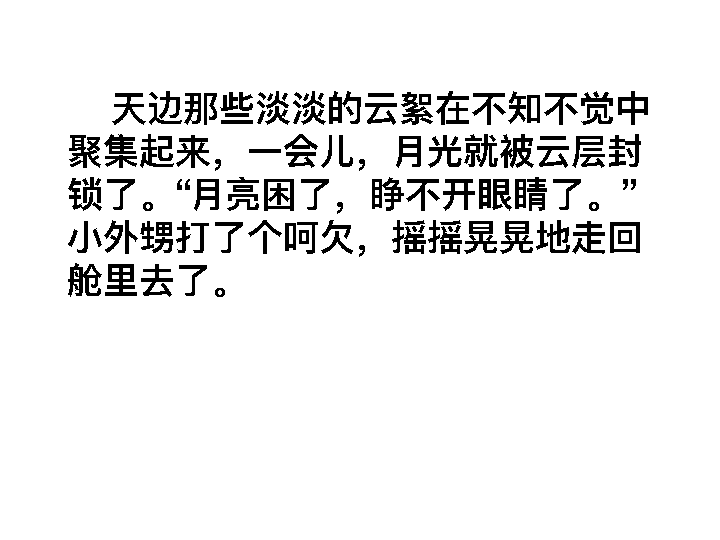 天边那些淡淡的云絮在不知不觉中
聚集起来，一会儿，月光就被云层封
锁了。“月亮困了，睁不开眼睛了。”
小外甥打了个呵欠，摇摇晃晃地走回
舱里去了。